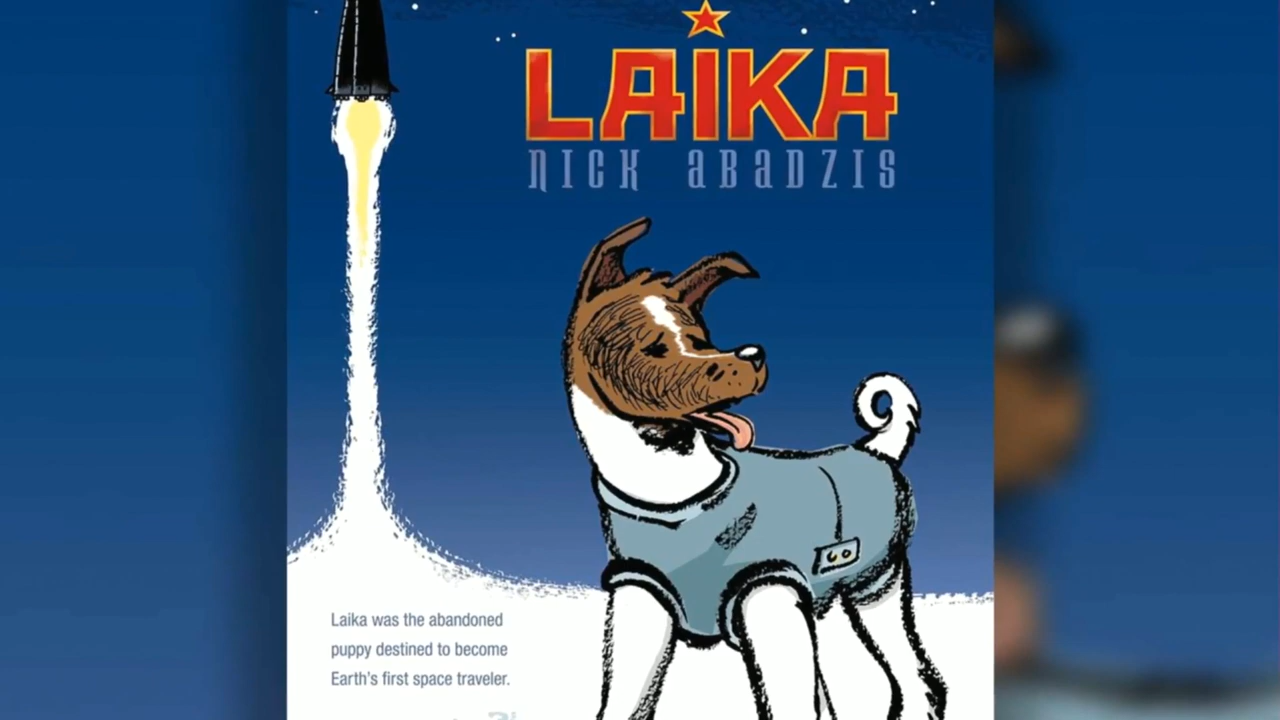 LAIKA
NICK ABADZIS
Laika was the abandoned
puppy destined to become
Earth's first space traveler.